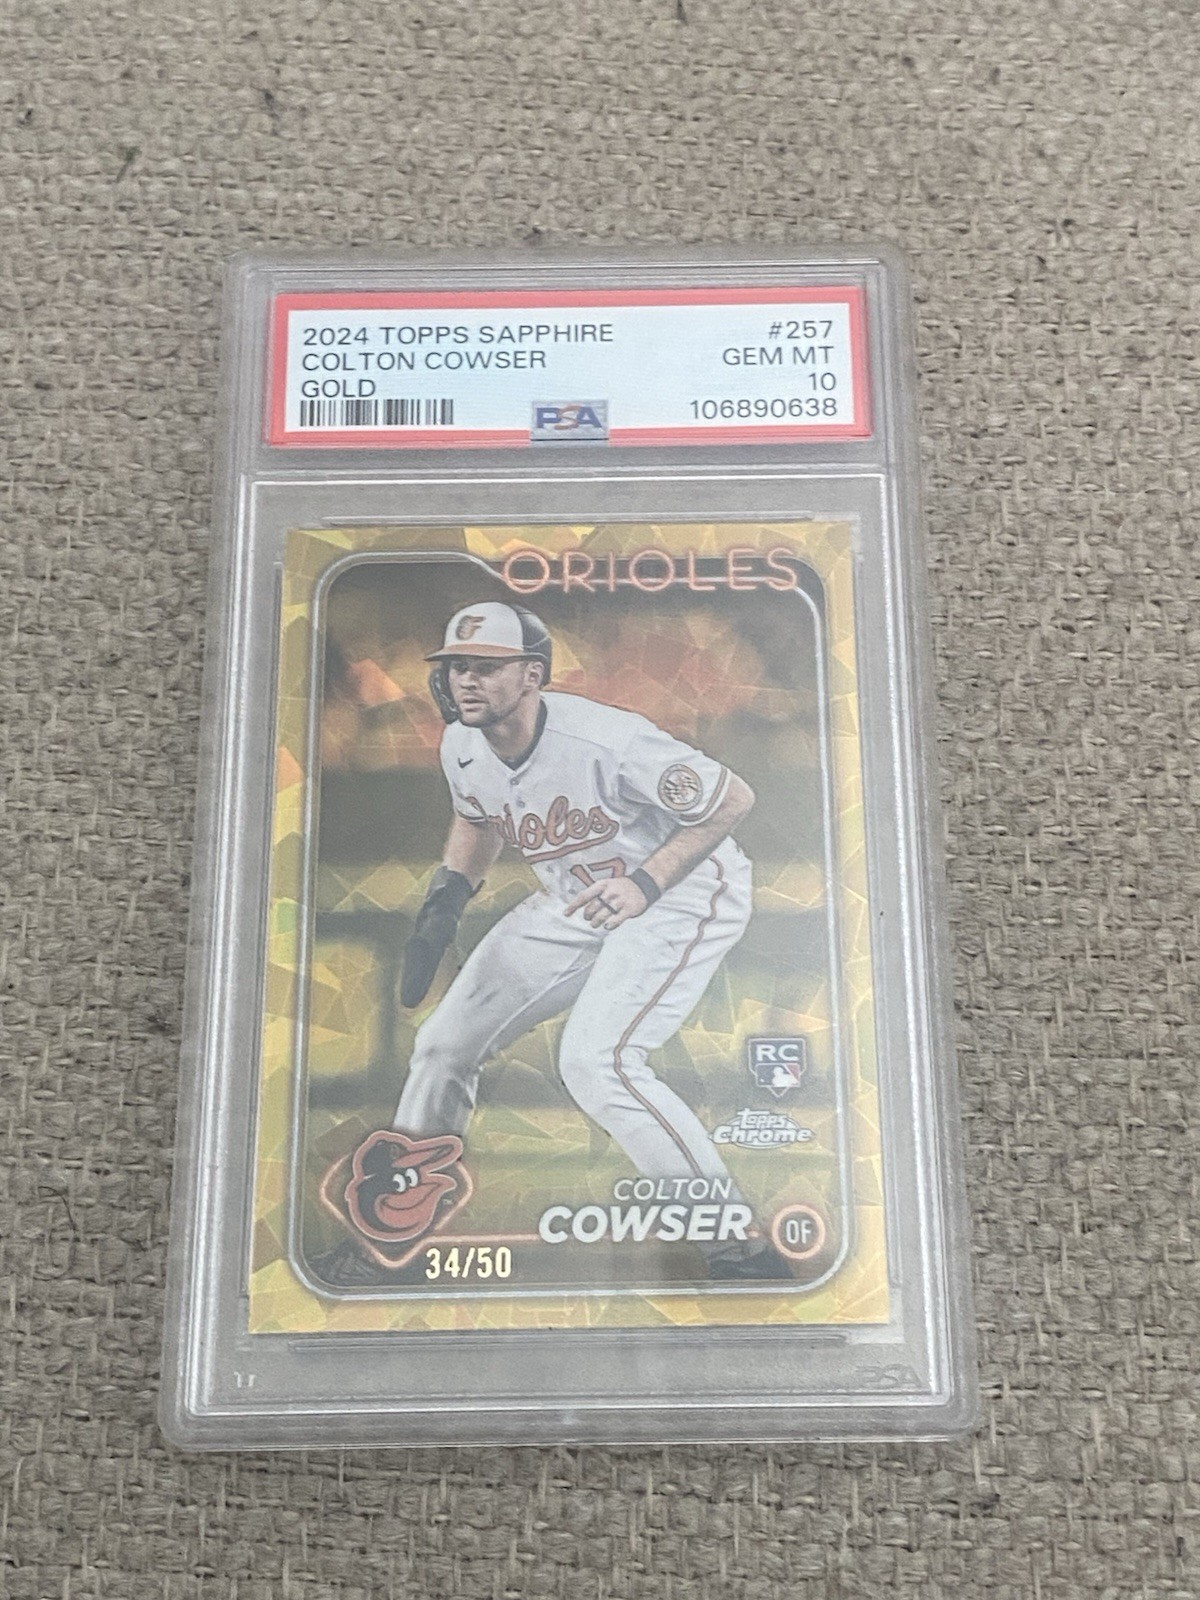 2024 TOPPS SAPPHIRE #257
COLTON COWSER GEM MT
GOLD 10
PSA 106890638
ORIOLES
Orioles
17
RC
Topps
Chrome
COLTON
COWSER OF
34/50
PSA